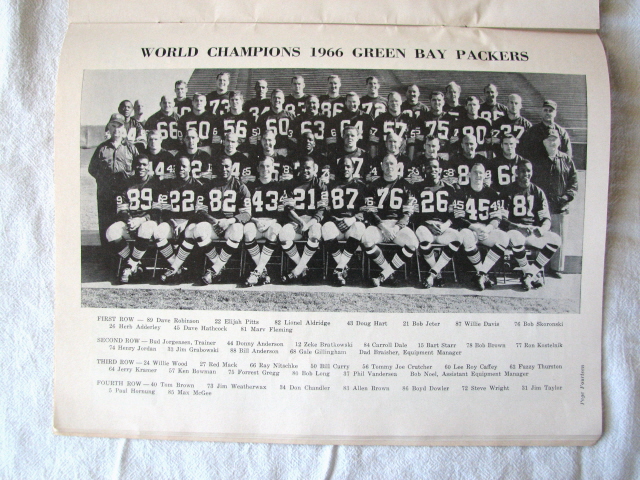 WORLD CHAMPIONS 1966 GREEN BAY PACKERS
FIRST ROW — 89 Dave Robinson 22 Elijah Pitts 82 Lionel Aldridge 43 Doug Hart 21 Bob Jeter 87 Willie Davis 76 Bob Skoronski
26 Herb Adderley 45 Dave Hathcock 81 Marv Fleming
SECOND ROW — Bud Jorgensen, Trainer 44 Donny Anderson 12 Zeke Bratkowski 84 Carroll Dale 15 Bart Starr 78 Bob Brown 77 Ron Kostelnik
74 Henry Jordan 33 Jim Grabowski 88 Bill Anderson 68 Gale Gillingham Dad Braisher, Equipment Manager
THIRD ROW — 24 Willie Wood 27 Red Mack 66 Ray Nitschke 50 Bill Curry 56 Tommy Joe Crutcher 60 Lee Roy Caffey 63 Fuzzy Thurston
64 Jerry Kramer 57 Ken Bowman 75 Forrest Gregg 80 Bob Long 37 Phil Vandersea Bob Noel, Assistant Equipment Manager
FOURTH ROW — 40 Tom Brown 73 Jim Weatherwax 34 Don Chandler 83 Allen Brown 86 Boyd Dowler 72 Steve Wright 31 Jim Taylor
5 Paul Hornung 85 Max McGee
Page Fourteen